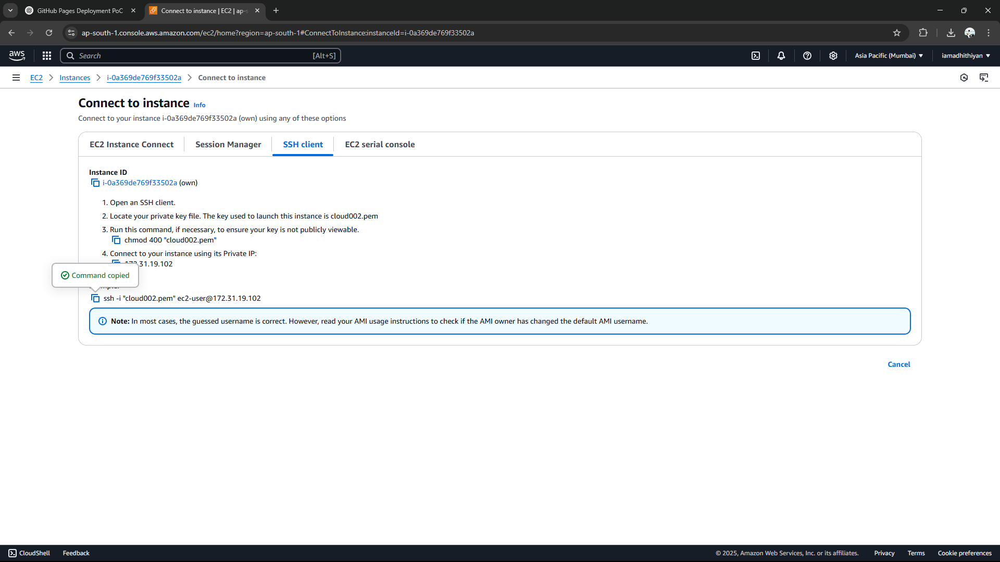 GitHub Pages Deployment PoC
Connect to instance | EC2 | ap-s
ap-south-1.console.aws.amazon.com/ec2/home?region=ap-south-1#ConnectToInstance:instanceId=i-0a369de769f33502a
aws
Search
[Alt+S]
Asia Pacific (Mumbai)
iamadhithiyan
EC2
Instances
i-0a369de769f33502a
Connect to instance
Connect to instance Info
Connect to your instance i-0a369de769f33502a (own) using any of these options
EC2 Instance Connect
Session Manager
SSH client
EC2 serial console
Instance ID
i-0a369de769f33502a (own)
1. Open an SSH client.
2. Locate your private key file. The key used to launch this instance is cloud002.pem
3. Run this command, if necessary, to ensure your key is not publicly viewable.
chmod 400 "cloud002.pem"
4. Connect to your instance using its Private IP:
172.31.19.102
Command copied
ssh -i "cloud002.pem" ec2-user@172.31.19.102
Note: In most cases, the guessed username is correct. However, read your AMI usage instructions to check if the AMI owner has changed the default AMI username.
Cancel
CloudShell
Feedback
© 2025, Amazon Web Services, Inc. or its affiliates.
Privacy
Terms
Cookie preferences